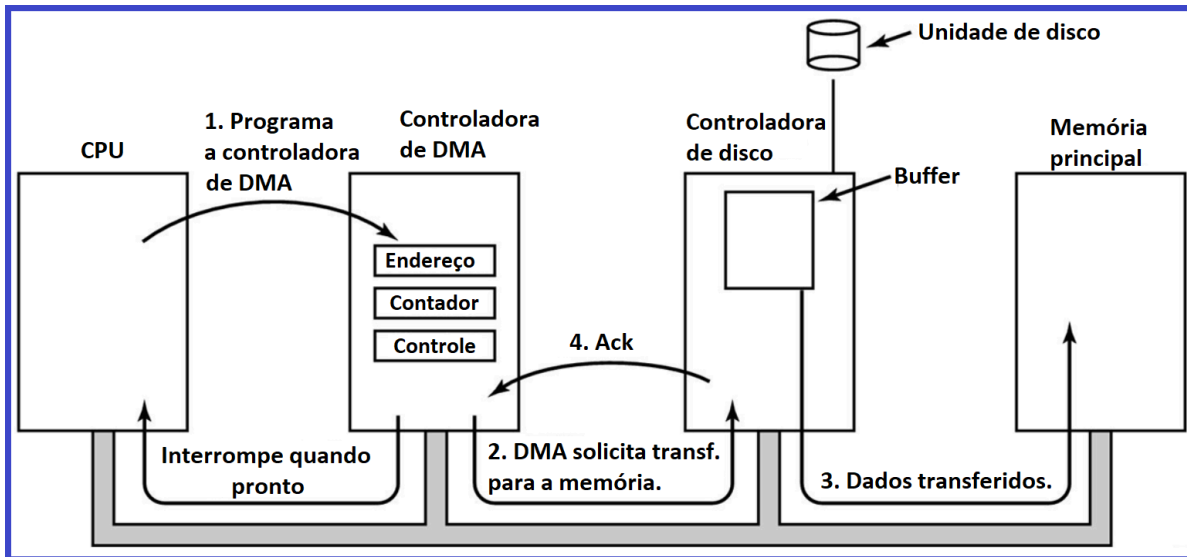 Unidade de disco
1. Programa
a controladora
de DMA
CPU
Controladora
de DMA
Controladora
de disco
Memória
principal
Buffer
Endereço
Contador
Controle
4. Ack
Interrompe quando
pronto
2. DMA solicita transf.
para a memória.
3. Dados transferidos.